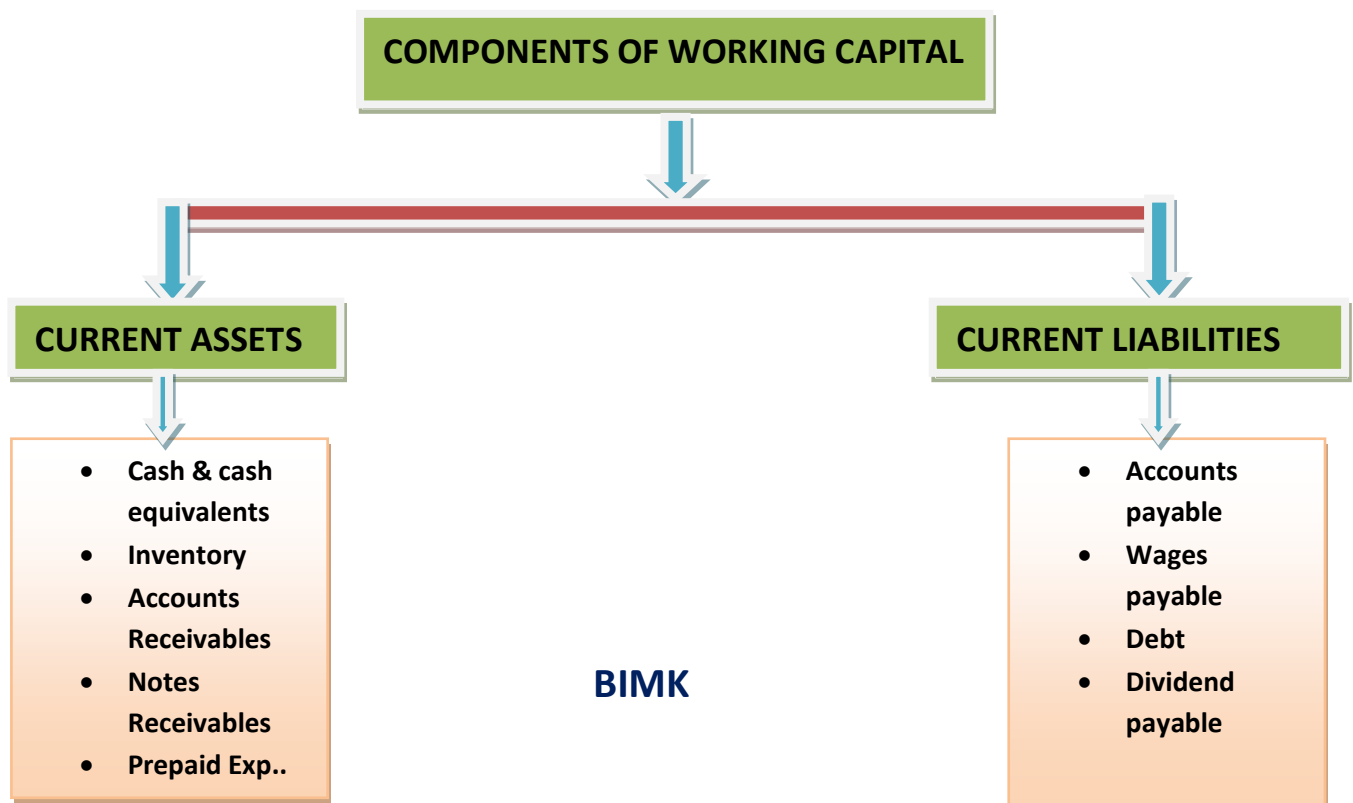 COMPONENTS OF WORKING CAPITAL
CURRENT ASSETS
CURRENT LIABILITIES
• Cash & cash
equivalents
• Inventory
• Accounts
Receivables
• Notes
Receivables
• Prepaid Exp..
• Accounts
payable
• Wages
payable
• Debt
• Dividend
payable
BIMK